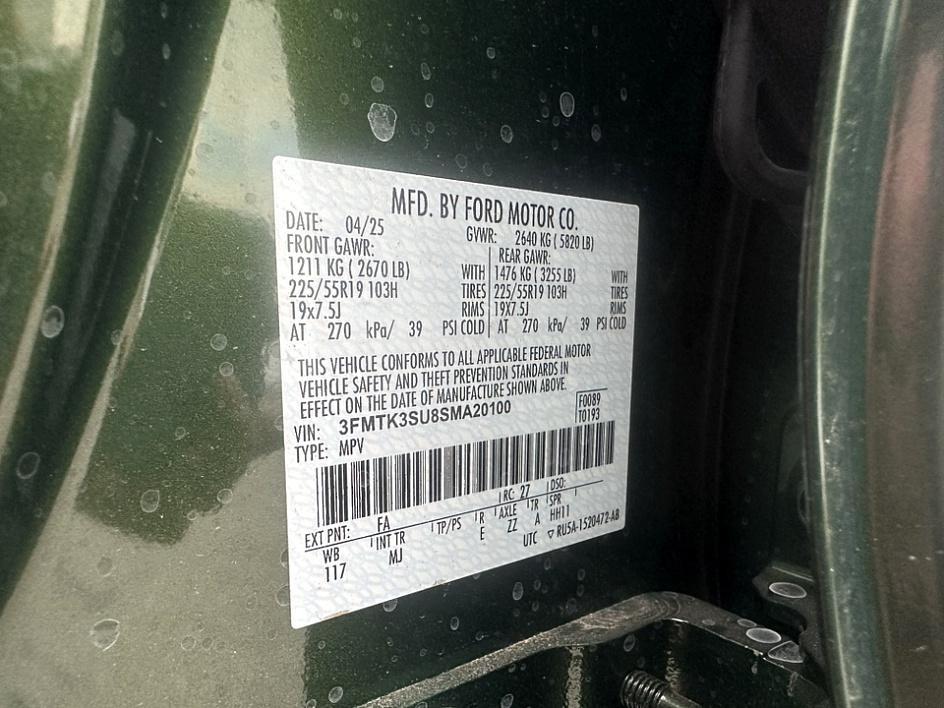 MFD. BY FORD MOTOR CO.
DATE: 04/25 GVWR: 2640 KG ( 5820 LB)
FRONT GAWR: REAR GAWR:
1211 KG ( 2670 LB) WITH 1476 KG ( 3255 LB) WITH
225/55R19 103H TIRES 225/55R19 103H TIRES
19x7.5J RIMS 19X7.5J RIMS
AT 270 kPa/ 39 PSI COLD AT 270 kPa/ 39 PSI COLD
THIS VEHICLE CONFORMS TO ALL APPLICABLE FEDERAL MOTOR
VEHICLE SAFETY AND THEFT PREVENTION STANDARDS IN
EFFECT ON THE DATE OF MANUFACTURE SHOWN ABOVE.
VIN: 3FMTK3SU8SMA20100 F0089
TYPE: MPV T0193
EXT PNT: FA RC: 27 DSO:
WB INT TR TP/PS R AXLE TR SPR
117 MJ E ZZ A HH11
UTC ▽ RU5A-1520472-AB